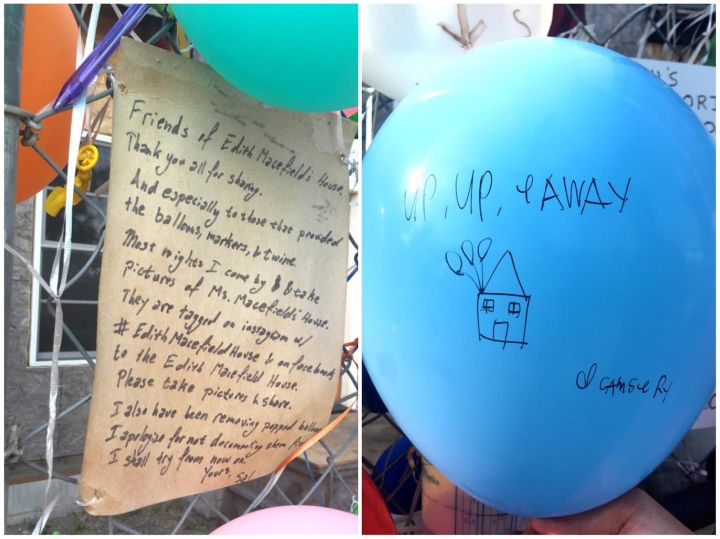 Friends of Edith Macefield's House,
Thank you all for sharing.
And especially to those that provided
the balloons, markers, & twine.
Most nights I come by & take
pictures of Ms. Macefield's House.
They are tagged on instagram w/
# EdithMacefieldHouse & on facebook
to the Edith Macefield House.
Please take pictures & share.
I also have been removing popped balloons
I apologize for not documenting them
I shall try from now on.
Yours, Sal
UP, UP, & AWAY